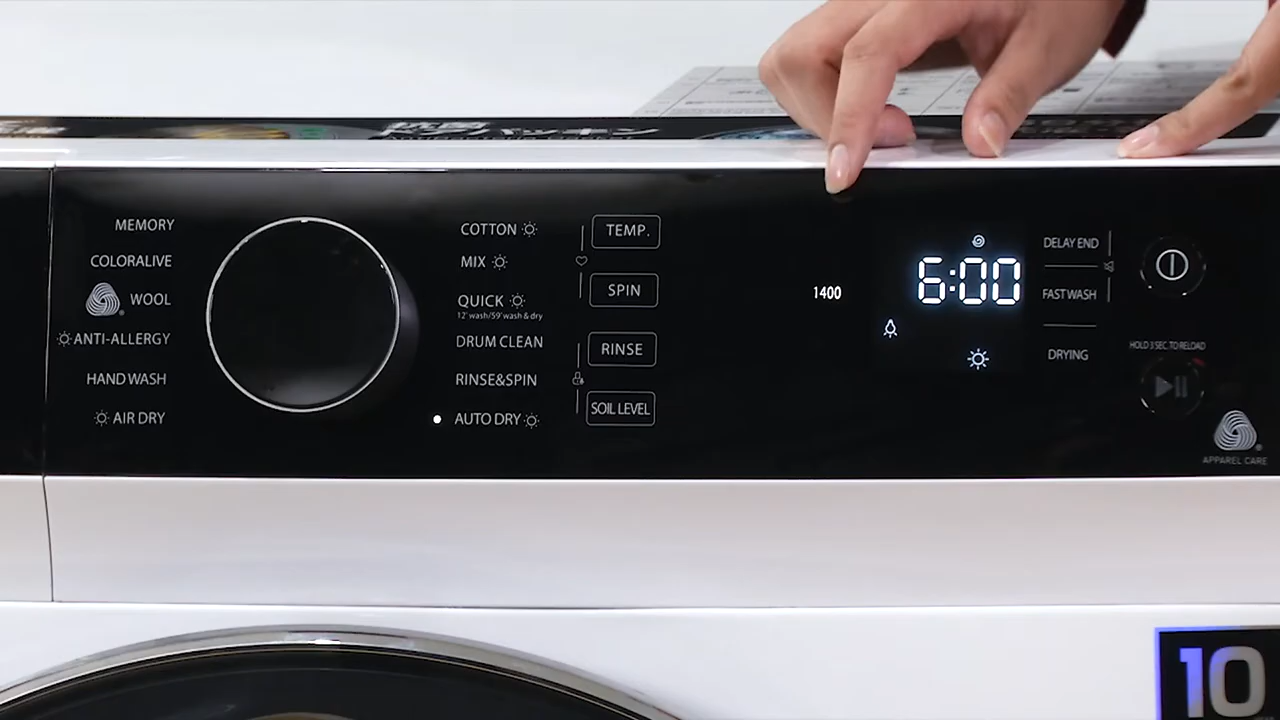 MEMORY
COLORALIVE
WOOL
ANTI-ALLERGY
HAND WASH
AIR DRY
COTTON
MIX
QUICK
12' wash/59' wash & dry
DRUM CLEAN
RINSE&SPIN
AUTO DRY
TEMP.
SPIN
RINSE
SOIL LEVEL
1400
6:00
DELAY END
FAST WASH
DRYING
HOLD 3 SEC. TO RELOAD
APPAREL CARE
10